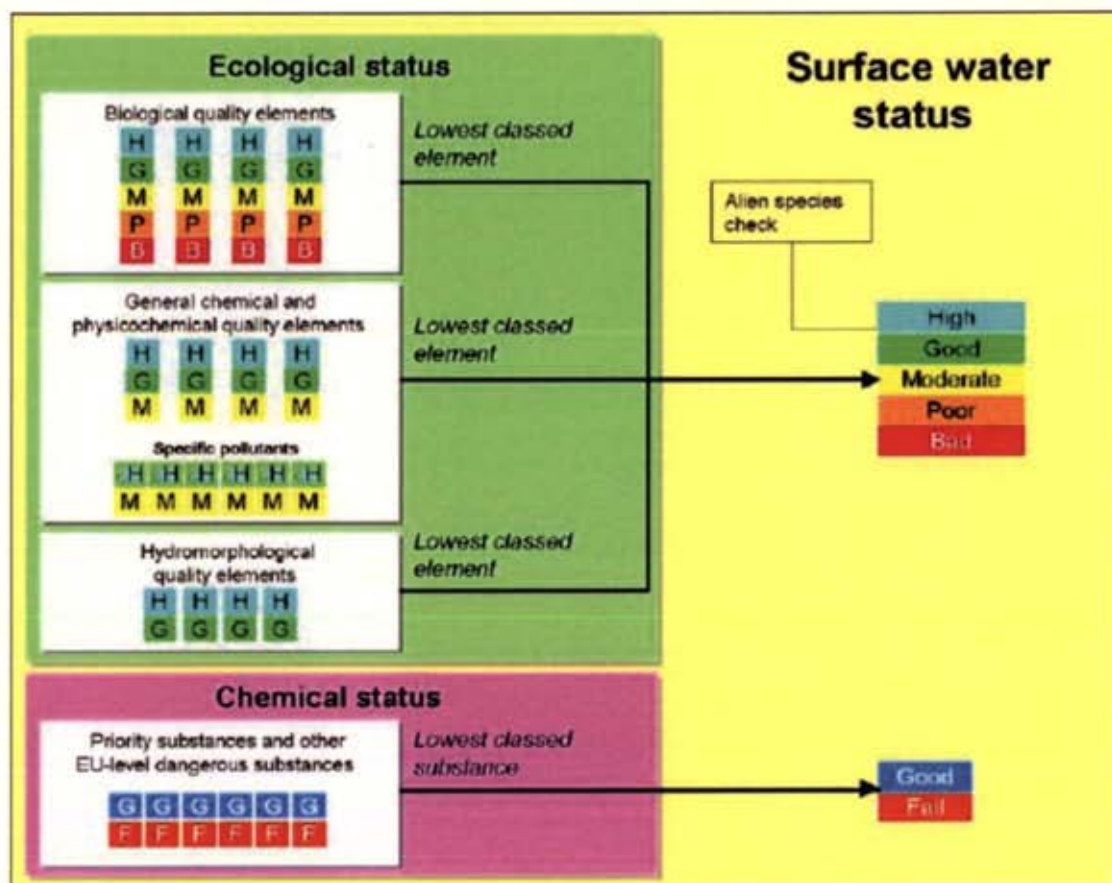 Ecological status
Biological quality elements
H H H H
G G G G
M M M M
P P P P
B B B B
Lowest classed
element
General chemical and
physicochemical quality elements
H H H H
G G G G
M M M M
Specific pollutants
H H H H H H
M M M M M M
Lowest classed
element
Hydromorphological
quality elements
H H H H
G G G G
Lowest classed
element
Chemical status
Priority substances and other
EU-level dangerous substances
G G G G G G
F F F F F F
Lowest classed
substance
Surface water
status
Alien species
check
High
Good
Moderate
Poor
Bad
Good
Fail